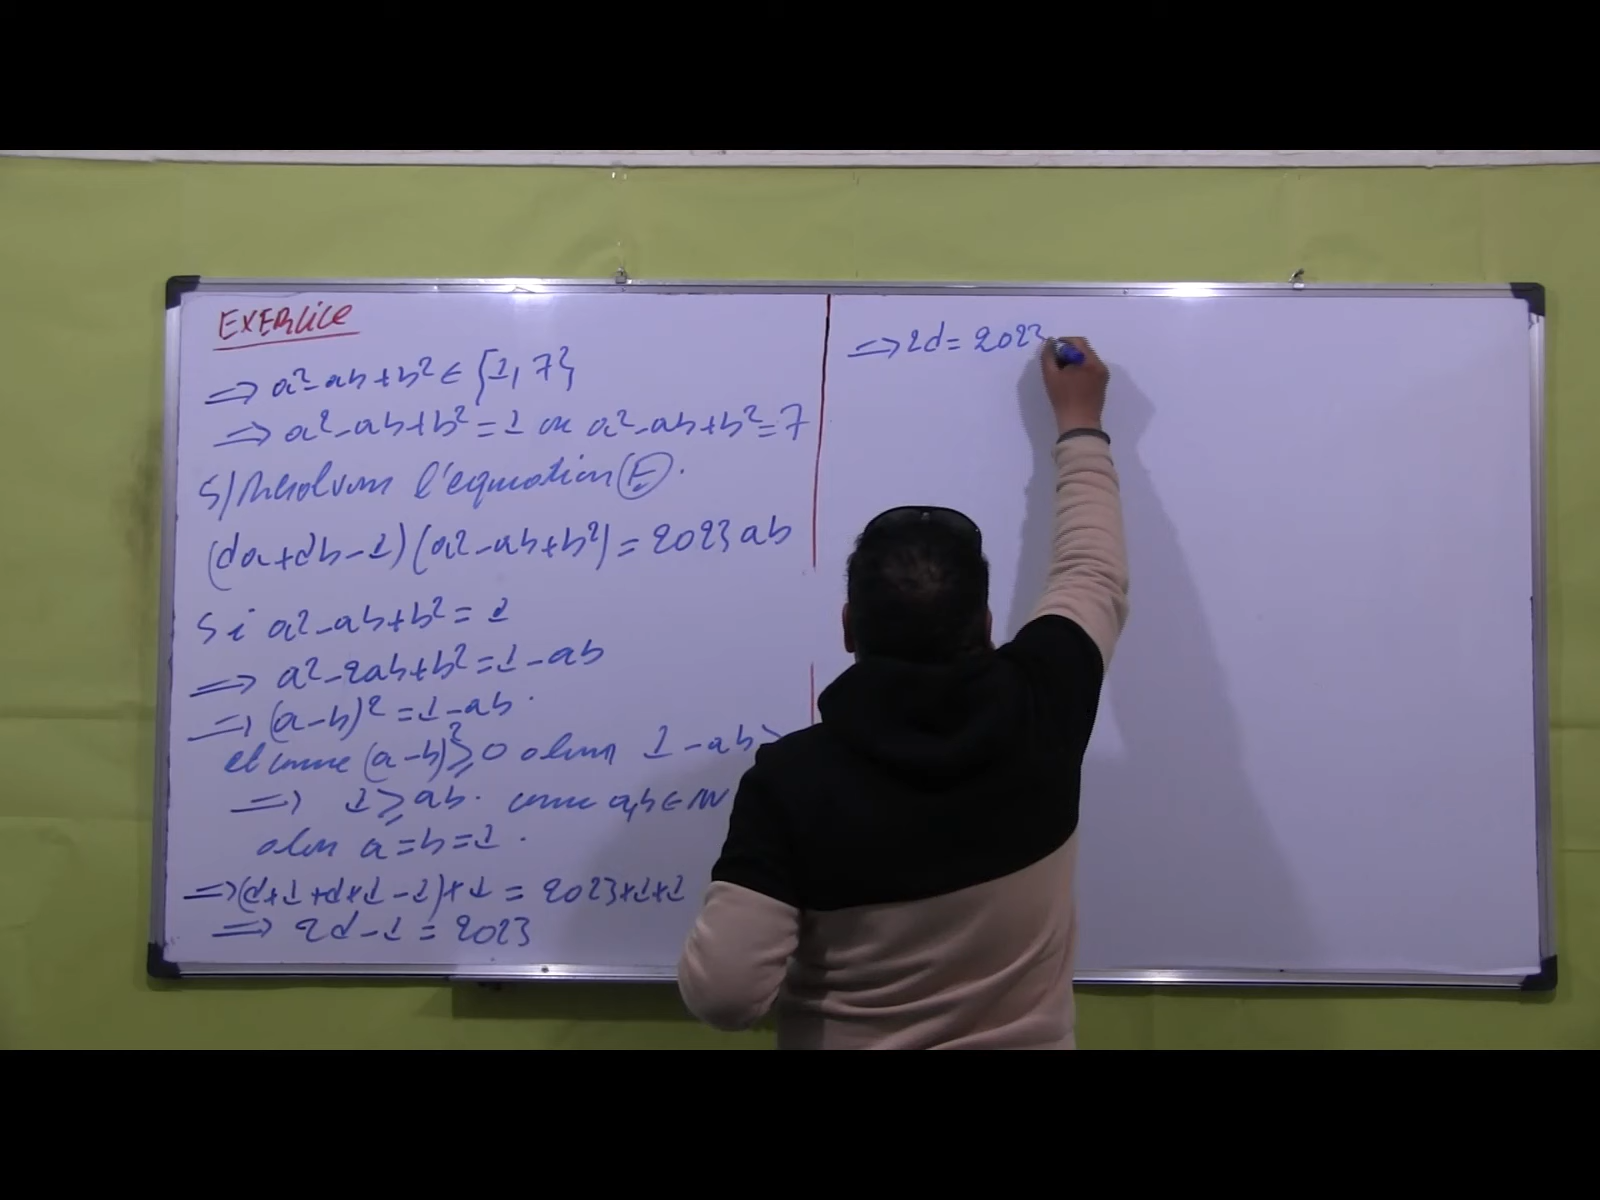 EXERCICE
⟹ a²-ab+b² ∈ {1, 7}
⟹ a²-ab+b² = 1 ou a²-ab+b² = 7
5/ Résolvons l'équation (E).
(da+db-1)(a²-ab+b²) = 2023ab
Si a²-ab+b² = 1
⟹ a²-2ab+b² = 1-ab
⟹ (a-b)² = 1-ab.
et comme (a-b)² ⩾ 0 alors 1-ab ⩾
⟹ 1 ⩾ ab. comme a,b ∈ IN
alors a = b = 1.
⟹ (d×1+d×1-1)×1 = 2023×1×1
⟹ 2d-1 = 2023
⟹ 2d = 2023